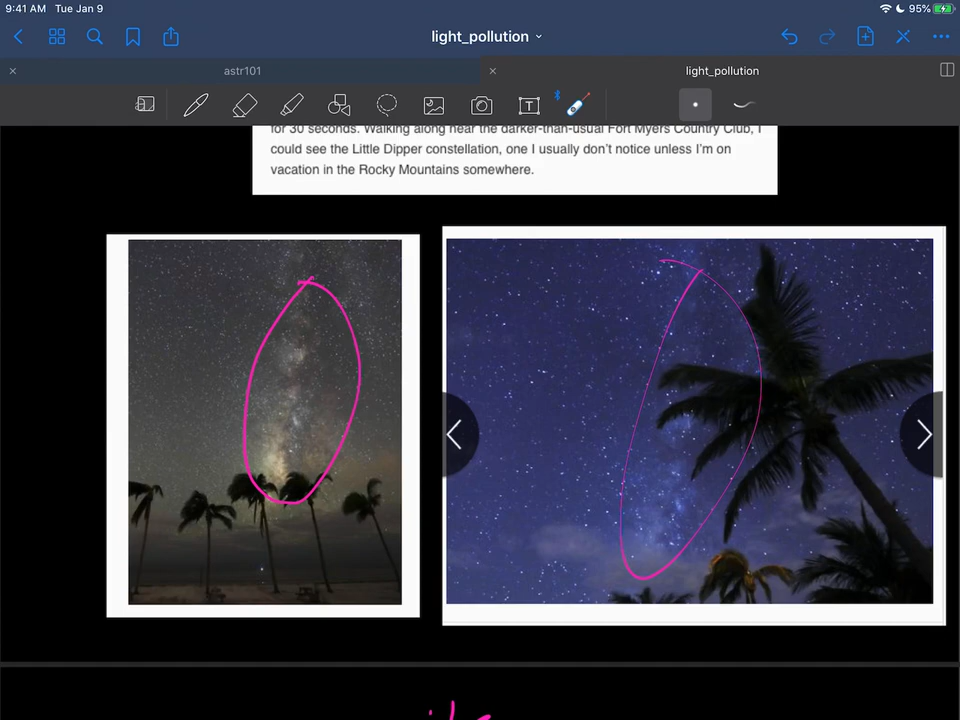 9:41 AM Tue Jan 9
95%
light_pollution
astr101
light_pollution
T
for 30 seconds. Walking along near the darker-than-usual Fort Myers Country Club, I
could see the Little Dipper constellation, one I usually don't notice unless I'm on
vacation in the Rocky Mountains somewhere.